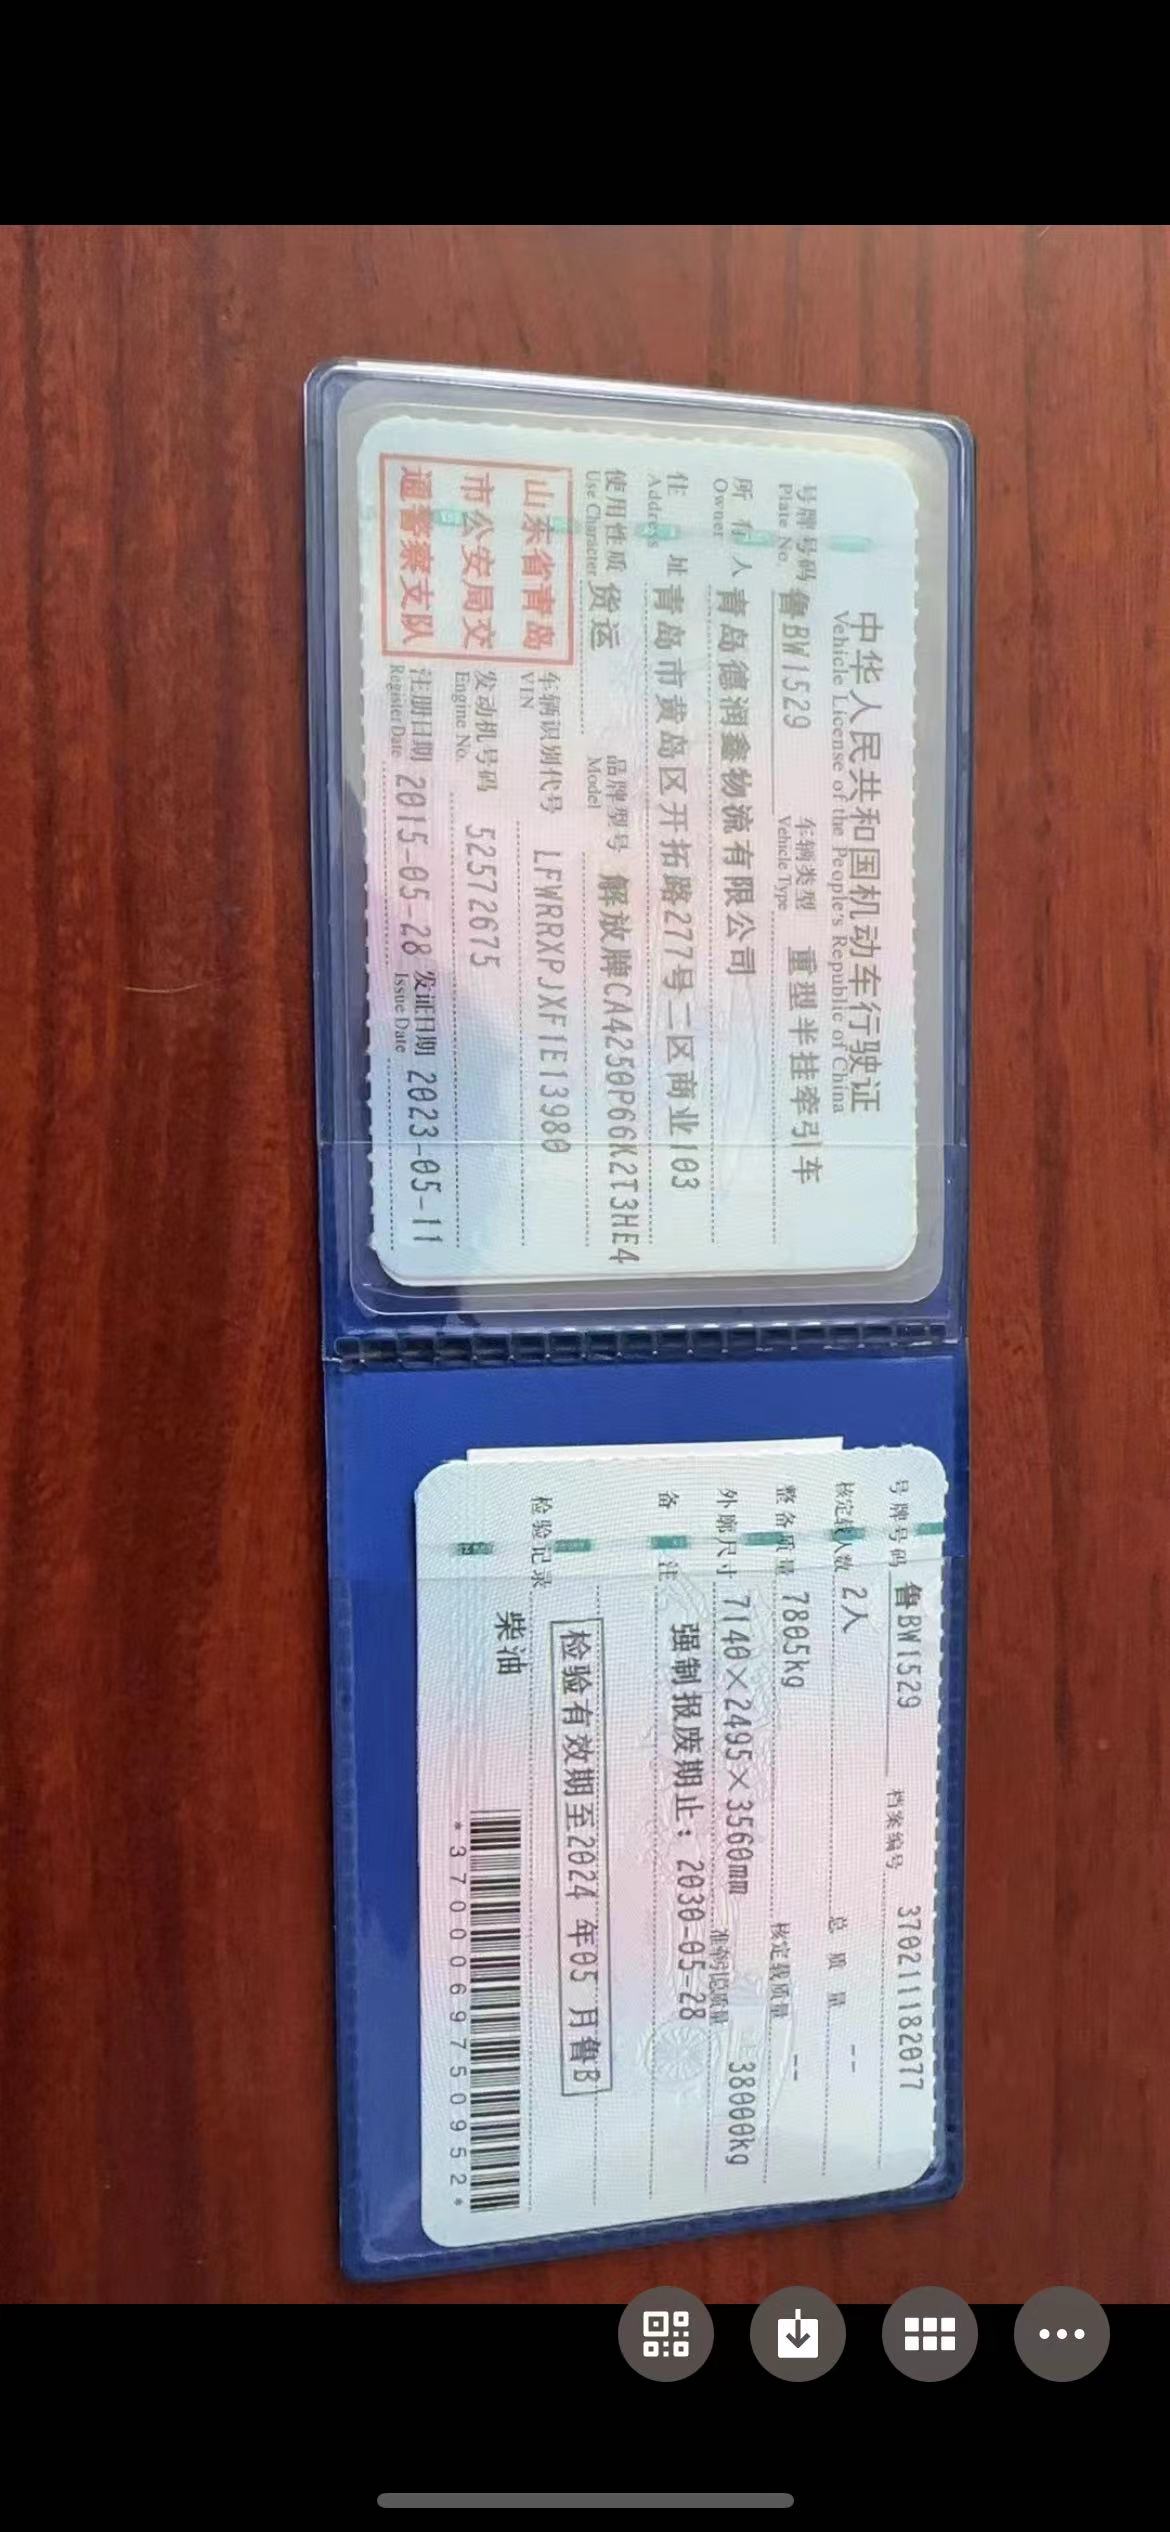 中华人民共和国机动车行驶证
Vehicle License of the People's Republic of China
号牌号码 鲁BW1529 车辆类型 重型半挂牵引车
Plate No. Vehicle Type
所有人 青岛德润鑫物流有限公司
Owner
住址 青岛市黄岛区开拓路277号二区商业103
Address
使用性质 货运 品牌型号 解放牌CA4250P66K2T3HE4
Use Character Model
山东省青岛
市公安局交
通警察支队
车辆识别代号 LFWRRXPJXF1E13980
VIN
发动机号码 52572675
Engine No.
注册日期 2015-05-28 发证日期 2023-05-11
Register Date Issue Date
号牌号码 鲁BW1529 档案编号 370211182077
核定载人数 2人 总质量 --
整备质量 7805kg 核定载质量 --
外廓尺寸 7140×2495×3560mm 准牵引总质量 38000kg
备注 强制报废期止：2030-05-28
检验有效期至2024 年05 月鲁B
检验记录
柴油
*3700069750952*